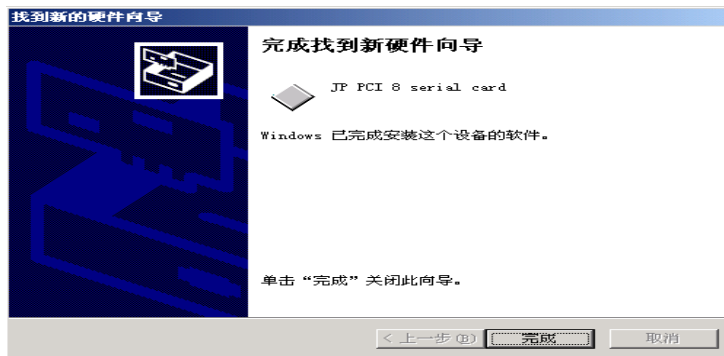 找到新的硬件向导
完成找到新硬件向导
JP PCI 8 serial card
Windows 已完成安装这个设备的软件。
单击“完成”关闭此向导。
< 上一步(B)
完成
取消